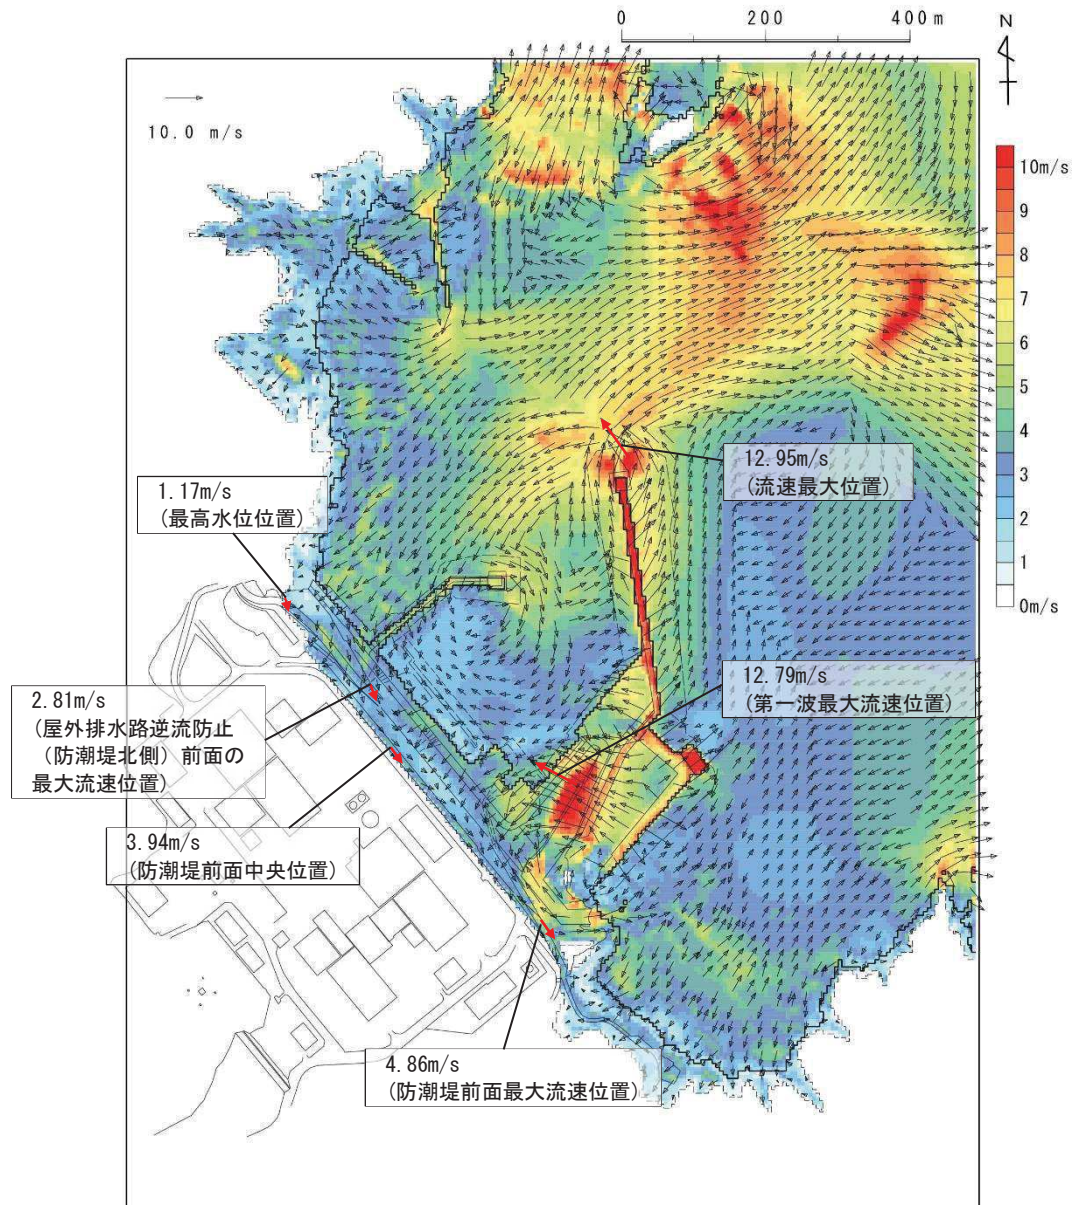 0 200 400m
N
10.0 m/s
10m/s
9
8
7
6
5
4
3
2
1
0m/s
12.95m/s
(流速最大位置)
1.17m/s
(最高水位位置)
12.79m/s
(第一波最大流速位置)
2.81m/s
(屋外排水路逆流防止
(防潮堤北側) 前面の
最大流速位置)
3.94m/s
(防潮堤前面中央位置)
4.86m/s
(防潮堤前面最大流速位置)